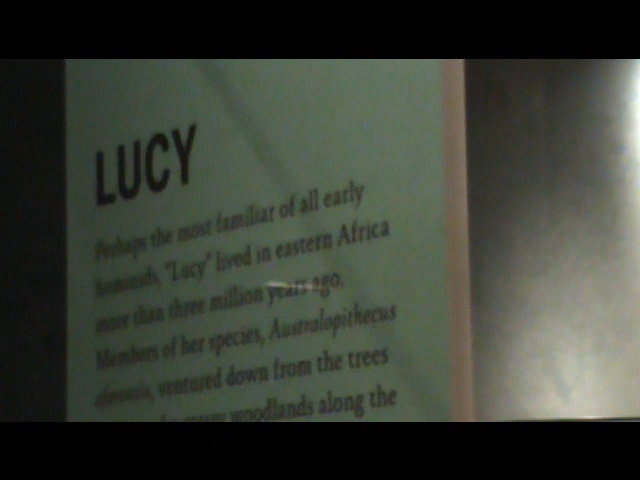 LUCY
Perhaps the most familiar of all early
hominids, "Lucy" lived in eastern Africa
more than three million years ago.
Members of her species, Australopithecus
afarensis, ventured down from the trees
woodlands along the